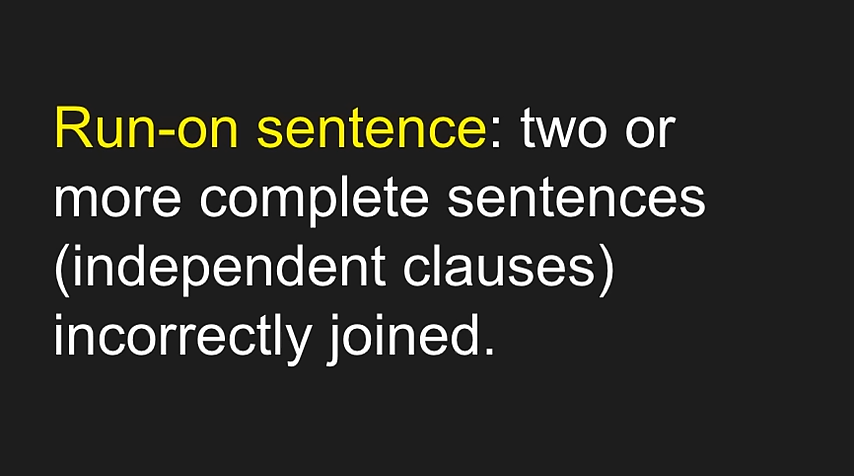 Run-on sentence: two or
more complete sentences
(independent clauses)
incorrectly joined.